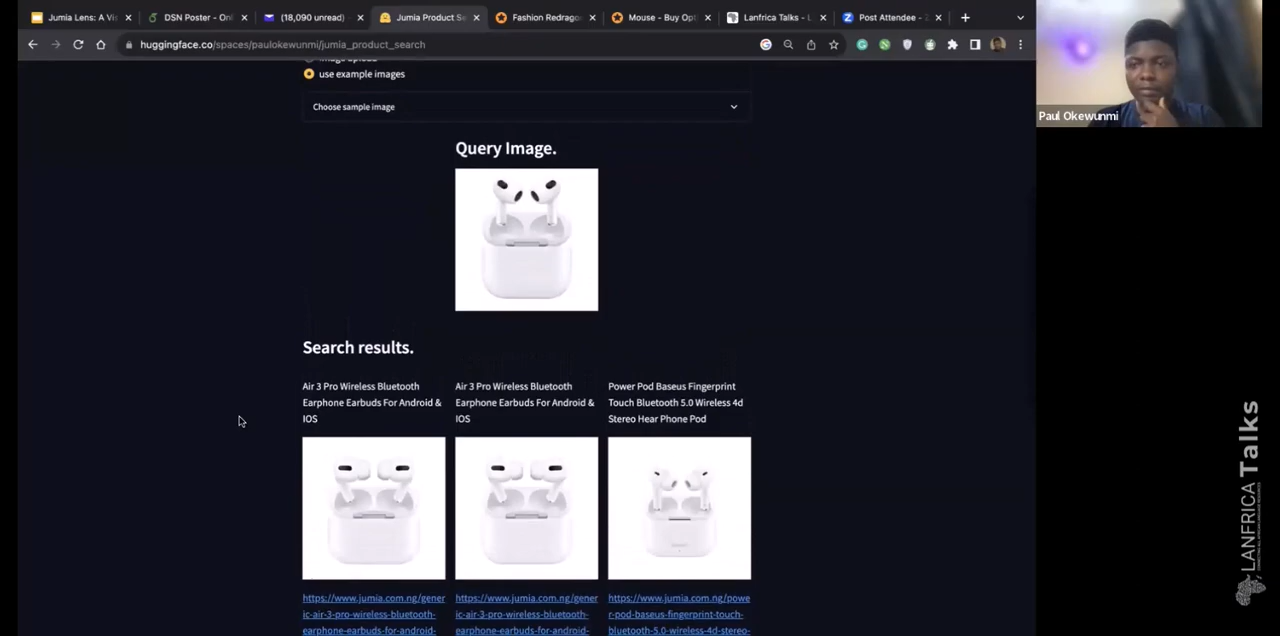 Jumia Lens: A Vi
DSN Poster - Onl
(18,090 unread)
Jumia Product Se
Fashion Redrago
Mouse - Buy Opt
Lanfrica Talks - L
Post Attendee - Z
huggingface.co/spaces/paulokewunmi/jumia_product_search
image upload
use example images
Choose sample image
Query Image.
Search results.
Air 3 Pro Wireless Bluetooth
Earphone Earbuds For Android &
IOS
Air 3 Pro Wireless Bluetooth
Earphone Earbuds For Android &
IOS
Power Pod Baseus Fingerprint
Touch Bluetooth 5.0 Wireless 4d
Stereo Hear Phone Pod
https://www.jumia.com.ng/gener
ic-air-3-pro-wireless-bluetooth-
earphone-earbuds-for-android-
https://www.jumia.com.ng/gener
ic-air-3-pro-wireless-bluetooth-
earphone-earbuds-for-android-
https://www.jumia.com.ng/powe
r-pod-baseus-fingerprint-touch-
bluetooth-5.0-wireless-4d-stereo-
Paul Okewunmi
LANFRICA Talks